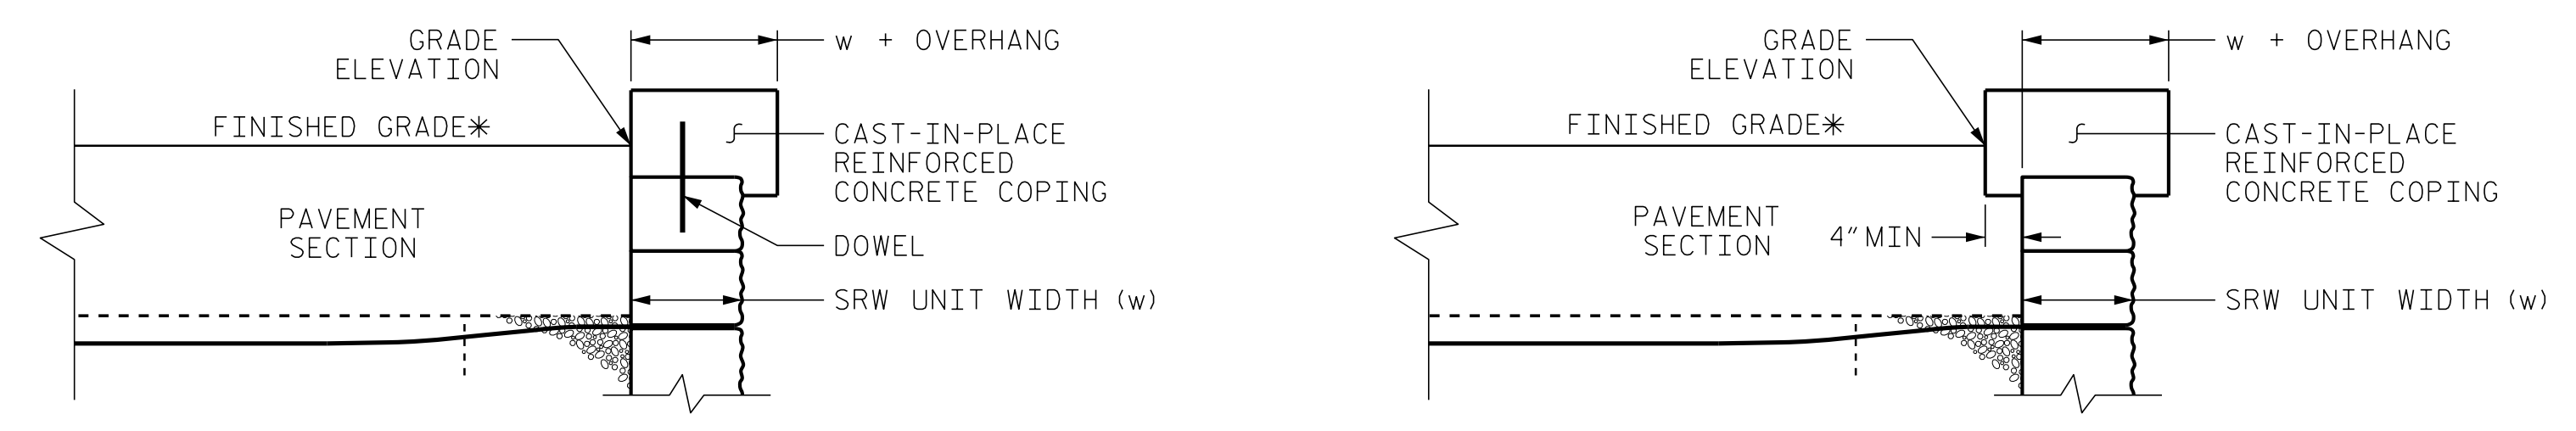 GRADE
ELEVATION
w + OVERHANG
FINISHED GRADE*
CAST-IN-PLACE
REINFORCED
CONCRETE COPING
PAVEMENT
SECTION
DOWEL
SRW UNIT WIDTH (w)
GRADE
ELEVATION
w + OVERHANG
FINISHED GRADE*
CAST-IN-PLACE
REINFORCED
CONCRETE COPING
PAVEMENT
SECTION
4" MIN
SRW UNIT WIDTH (w)